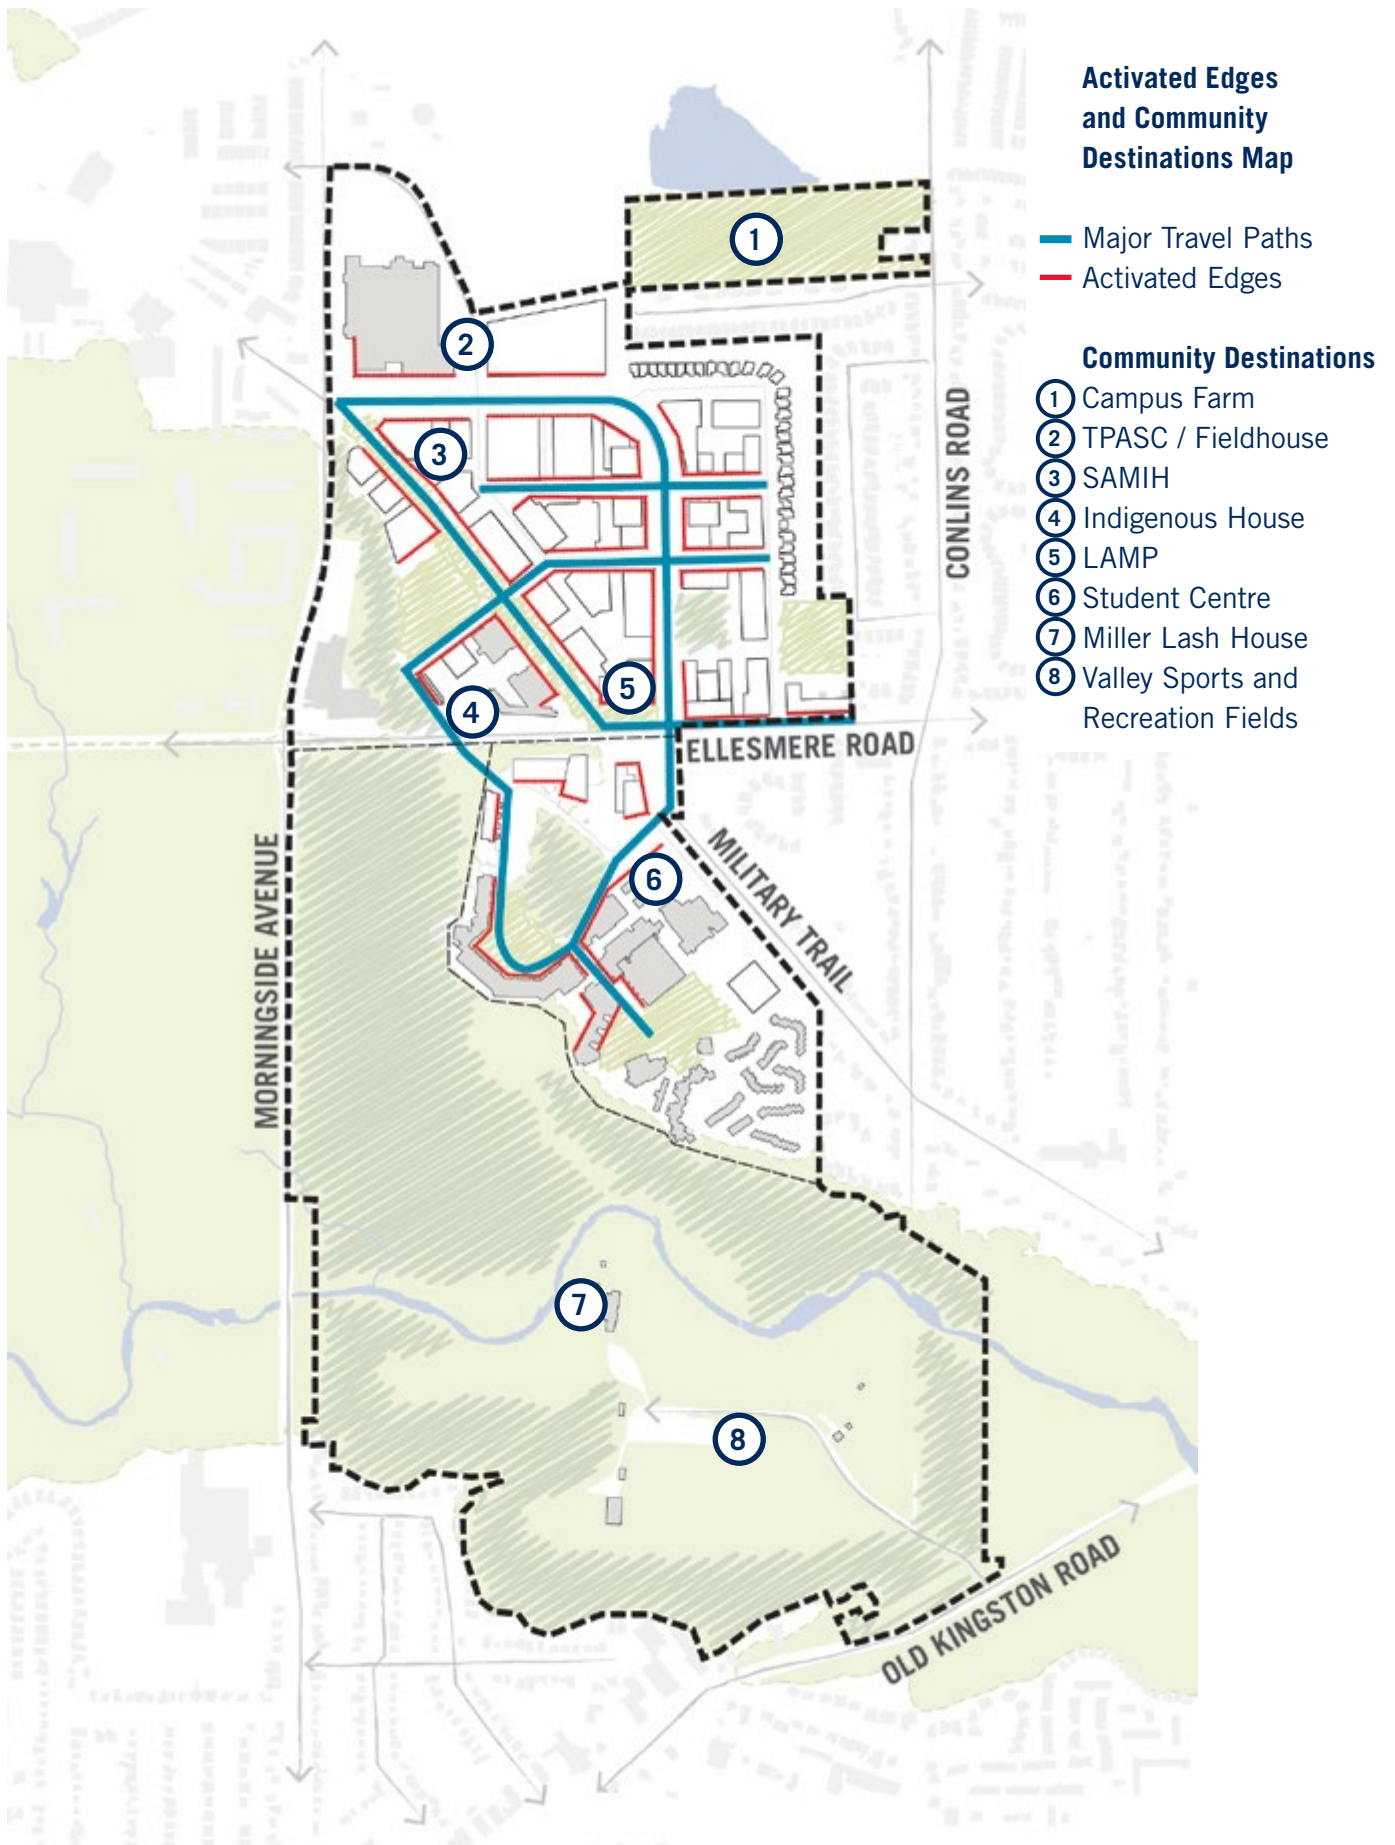 Activated Edges
and Community
Destinations Map
Major Travel Paths
Activated Edges
Community Destinations
1 Campus Farm
2 TPASC / Fieldhouse
3 SAMIH
4 Indigenous House
5 LAMP
6 Student Centre
7 Miller Lash House
8 Valley Sports and
Recreation Fields
1
2
3
CONLINS ROAD
5
4
ELLESMERE ROAD
MORNINGSIDE AVENUE
MILITARY TRAIL
6
7
8
OLD KINGSTON ROAD